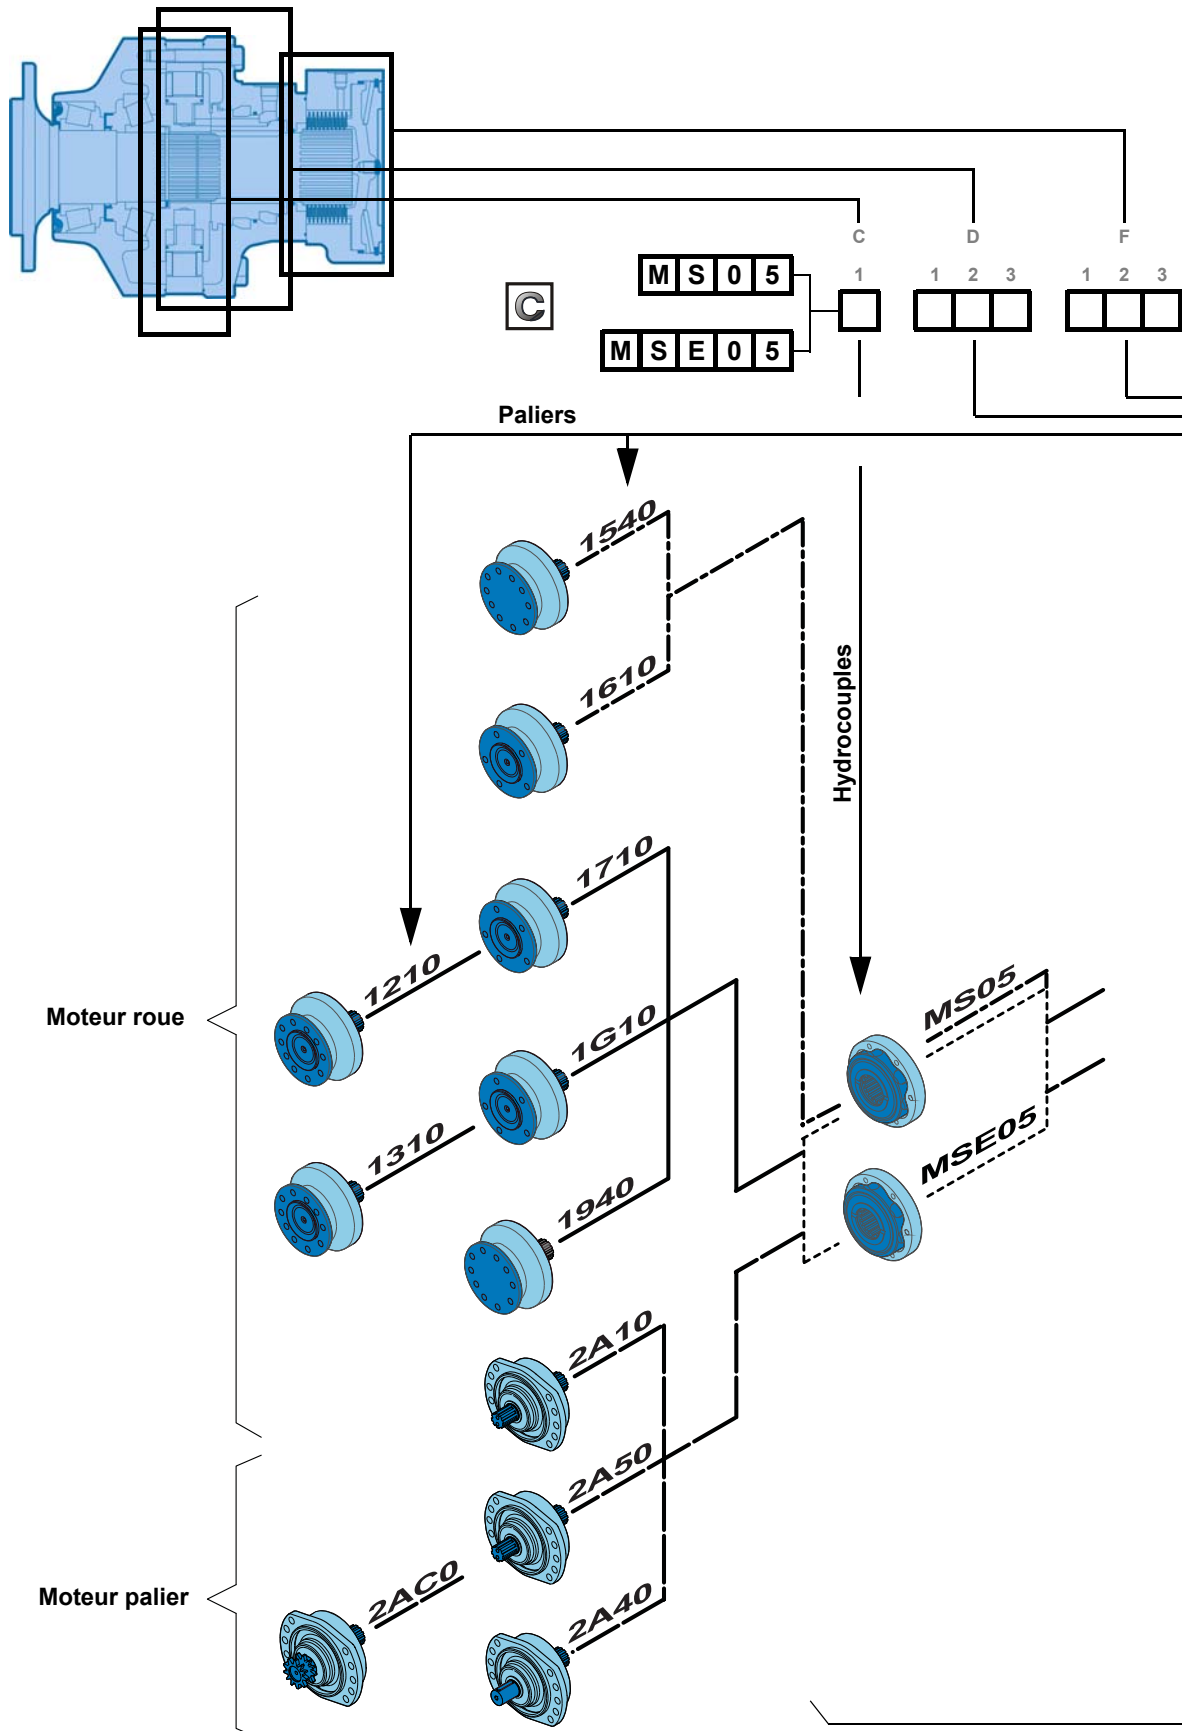 C D F
1 1 2 3 1 2 3
M S 0 5
C
M S E 0 5
Paliers
1540
Hydrocouples
1610
1710
1210
MS05
Moteur roue
1G10
1310
MSE05
1940
2A10
2A50
2AC0
Moteur palier
2A40